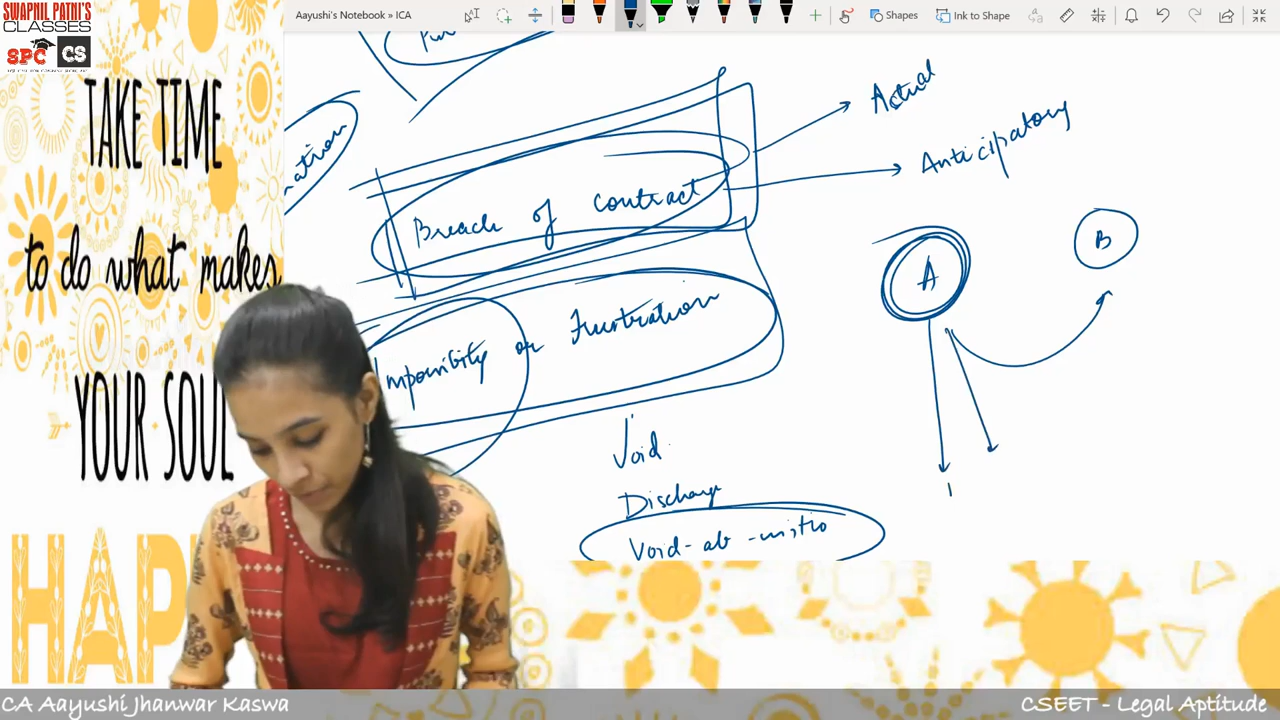 SWAPNIL PATNI'S
CLASSES
SPC CS
Aayushi's Notebook » ICA
Shapes
Ink to Shape
TAKE TIME
to do what makes
YOUR SOUL
HAP
Breach of contract
Actual
Anticipatory
A
B
Impossibility or Frustration
Void
Discharge
Void-ab-initio
CA Aayushi Jhanwar Kaswa
CSEET - Legal Aptitude